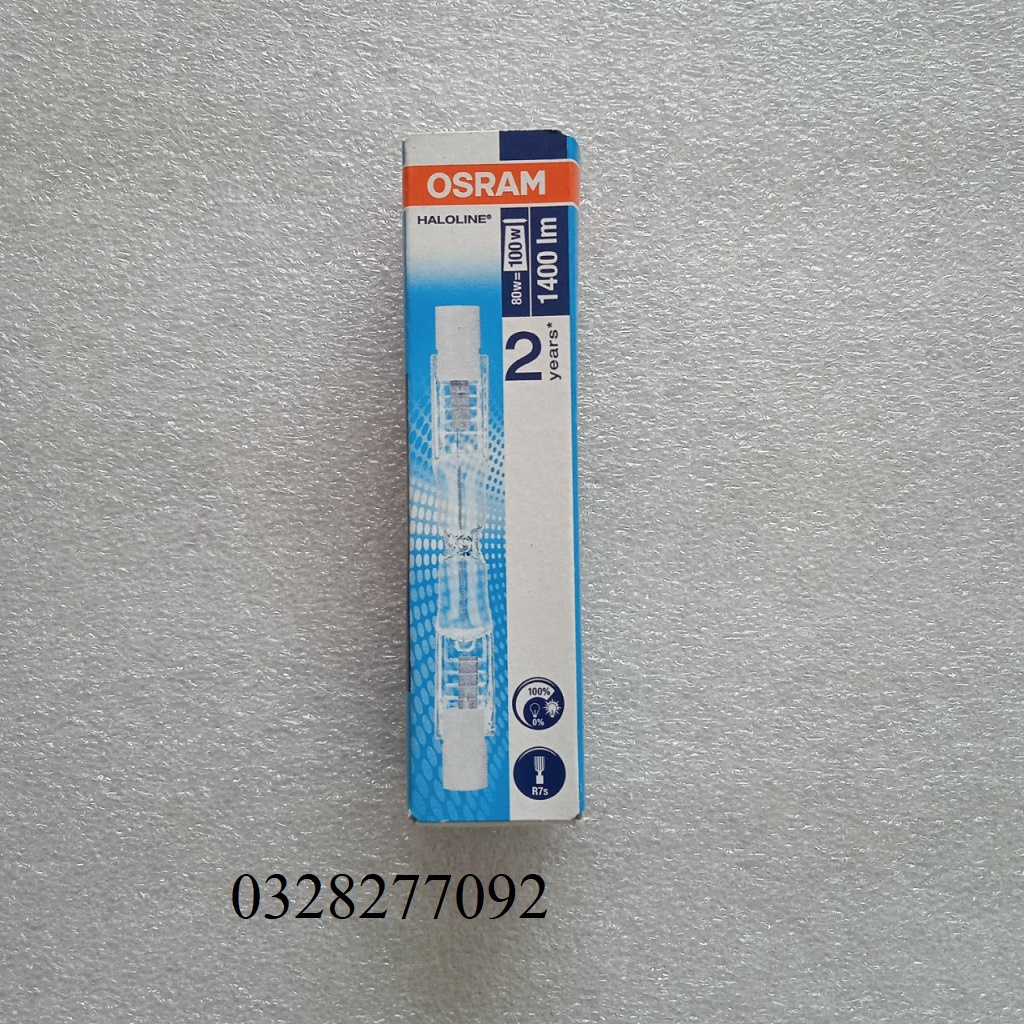 OSRAM
HALOLINE®
80W=100W
1400 lm
2
years*
100%
0%
R7s
0328277092